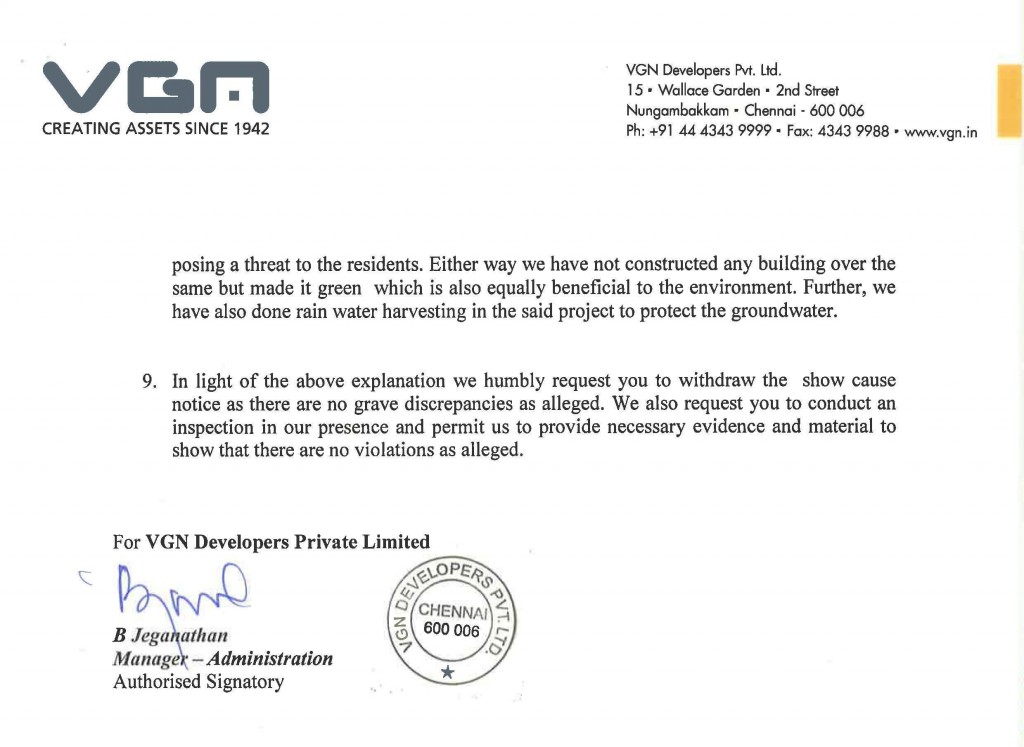 VGN
CREATING ASSETS SINCE 1942
VGN Developers Pvt. Ltd.
15 • Wallace Garden • 2nd Street
Nungambakkam • Chennai - 600 006
Ph: +91 44 4343 9999 • Fax: 4343 9988 • www.vgn.in
posing a threat to the residents. Either way we have not constructed any building over the
same but made it green which is also equally beneficial to the environment. Further, we
have also done rain water harvesting in the said project to protect the groundwater.
9. In light of the above explanation we humbly request you to withdraw the show cause
notice as there are no grave discrepancies as alleged. We also request you to conduct an
inspection in our presence and permit us to provide necessary evidence and material to
show that there are no violations as alleged.
For VGN Developers Private Limited
B Jeganathan
Manager – Administration
Authorised Signatory
VGN DEVELOPERS PVT. LTD.
CHENNAI
600 006